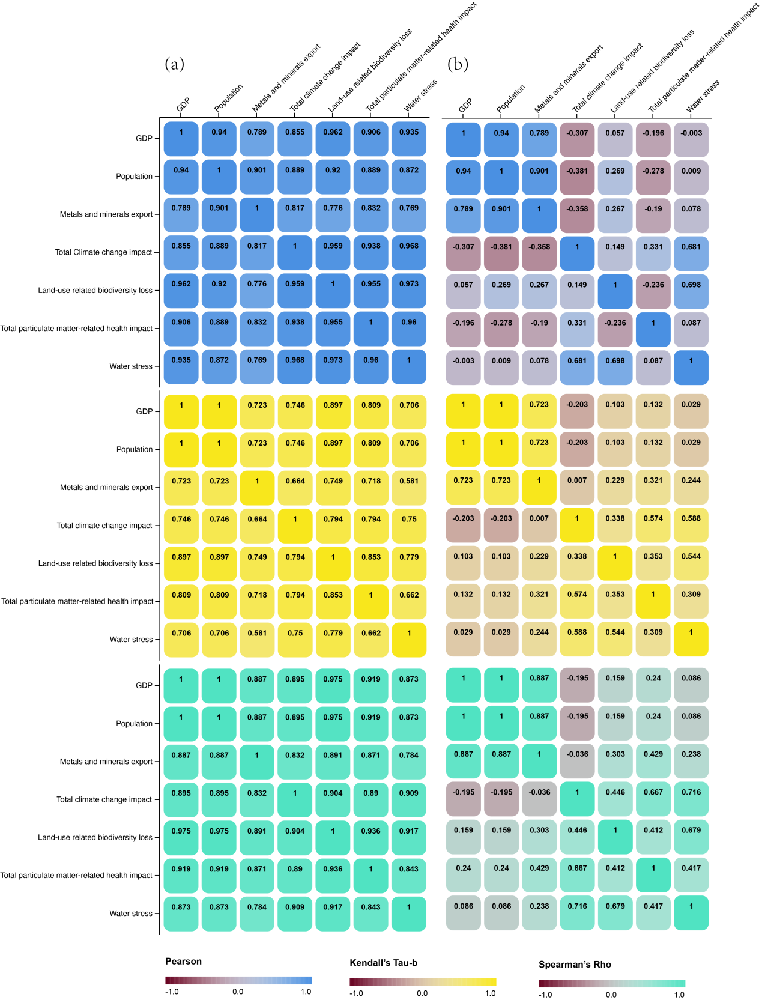 (a) (b)
GDP Population Metals and minerals export Total climate change impact Land-use related biodiversity loss Total particulate matter-related health impact Water stress GDP Population Metals and minerals export Total climate change impact Land-use related biodiversity loss Total particulate matter-related health impact Water stress
GDP 1 0.94 0.789 0.855 0.962 0.906 0.935 1 0.94 0.789 -0.307 0.057 -0.196 -0.003
Population 0.94 1 0.901 0.889 0.92 0.889 0.872 0.94 1 0.901 -0.381 0.269 -0.278 0.009
Metals and minerals export 0.789 0.901 1 0.817 0.776 0.832 0.769 0.789 0.901 1 -0.358 0.267 -0.19 0.078
Total Climate change impact 0.855 0.889 0.817 1 0.959 0.938 0.968 -0.307 -0.381 -0.358 1 0.149 0.331 0.681
Land-use related biodiversity loss 0.962 0.92 0.776 0.959 1 0.955 0.973 0.057 0.269 0.267 0.149 1 -0.236 0.698
Total particulate matter-related health impact 0.906 0.889 0.832 0.938 0.955 1 0.96 -0.196 -0.278 -0.19 0.331 -0.236 1 0.087
Water stress 0.935 0.872 0.769 0.968 0.973 0.96 1 -0.003 0.009 0.078 0.681 0.698 0.087 1
GDP 1 1 0.723 0.746 0.897 0.809 0.706 1 1 0.723 -0.203 0.103 0.132 0.029
Population 1 1 0.723 0.746 0.897 0.809 0.706 1 1 0.723 -0.203 0.103 0.132 0.029
Metals and minerals export 0.723 0.723 1 0.664 0.749 0.718 0.581 0.723 0.723 1 0.007 0.229 0.321 0.244
Total climate change impact 0.746 0.746 0.664 1 0.794 0.794 0.75 -0.203 -0.203 0.007 1 0.338 0.574 0.588
Land-use related biodiversity loss 0.897 0.897 0.749 0.794 1 0.853 0.779 0.103 0.103 0.229 0.338 1 0.353 0.544
Total particulate matter-related health impact 0.809 0.809 0.718 0.794 0.853 1 0.662 0.132 0.132 0.321 0.574 0.353 1 0.309
Water stress 0.706 0.706 0.581 0.75 0.779 0.662 1 0.029 0.029 0.244 0.588 0.544 0.309 1
GDP 1 1 0.887 0.895 0.975 0.919 0.873 1 1 0.887 -0.195 0.159 0.24 0.086
Population 1 1 0.887 0.895 0.975 0.919 0.873 1 1 0.887 -0.195 0.159 0.24 0.086
Metals and minerals export 0.887 0.887 1 0.832 0.891 0.871 0.784 0.887 0.887 1 -0.036 0.303 0.429 0.238
Total climate change impact 0.895 0.895 0.832 1 0.904 0.89 0.909 -0.195 -0.195 -0.036 1 0.446 0.667 0.716
Land-use related biodiversity loss 0.975 0.975 0.891 0.904 1 0.936 0.917 0.159 0.159 0.303 0.446 1 0.412 0.679
Total particulate matter-related health impact 0.919 0.919 0.871 0.89 0.936 1 0.843 0.24 0.24 0.429 0.667 0.412 1 0.417
Water stress 0.873 0.873 0.784 0.909 0.917 0.843 1 0.086 0.086 0.238 0.716 0.679 0.417 1
Pearson Kendall's Tau-b Spearman's Rho
-1.0 0.0 1.0 -1.0 0.0 1.0 -1.0 0.0 1.0